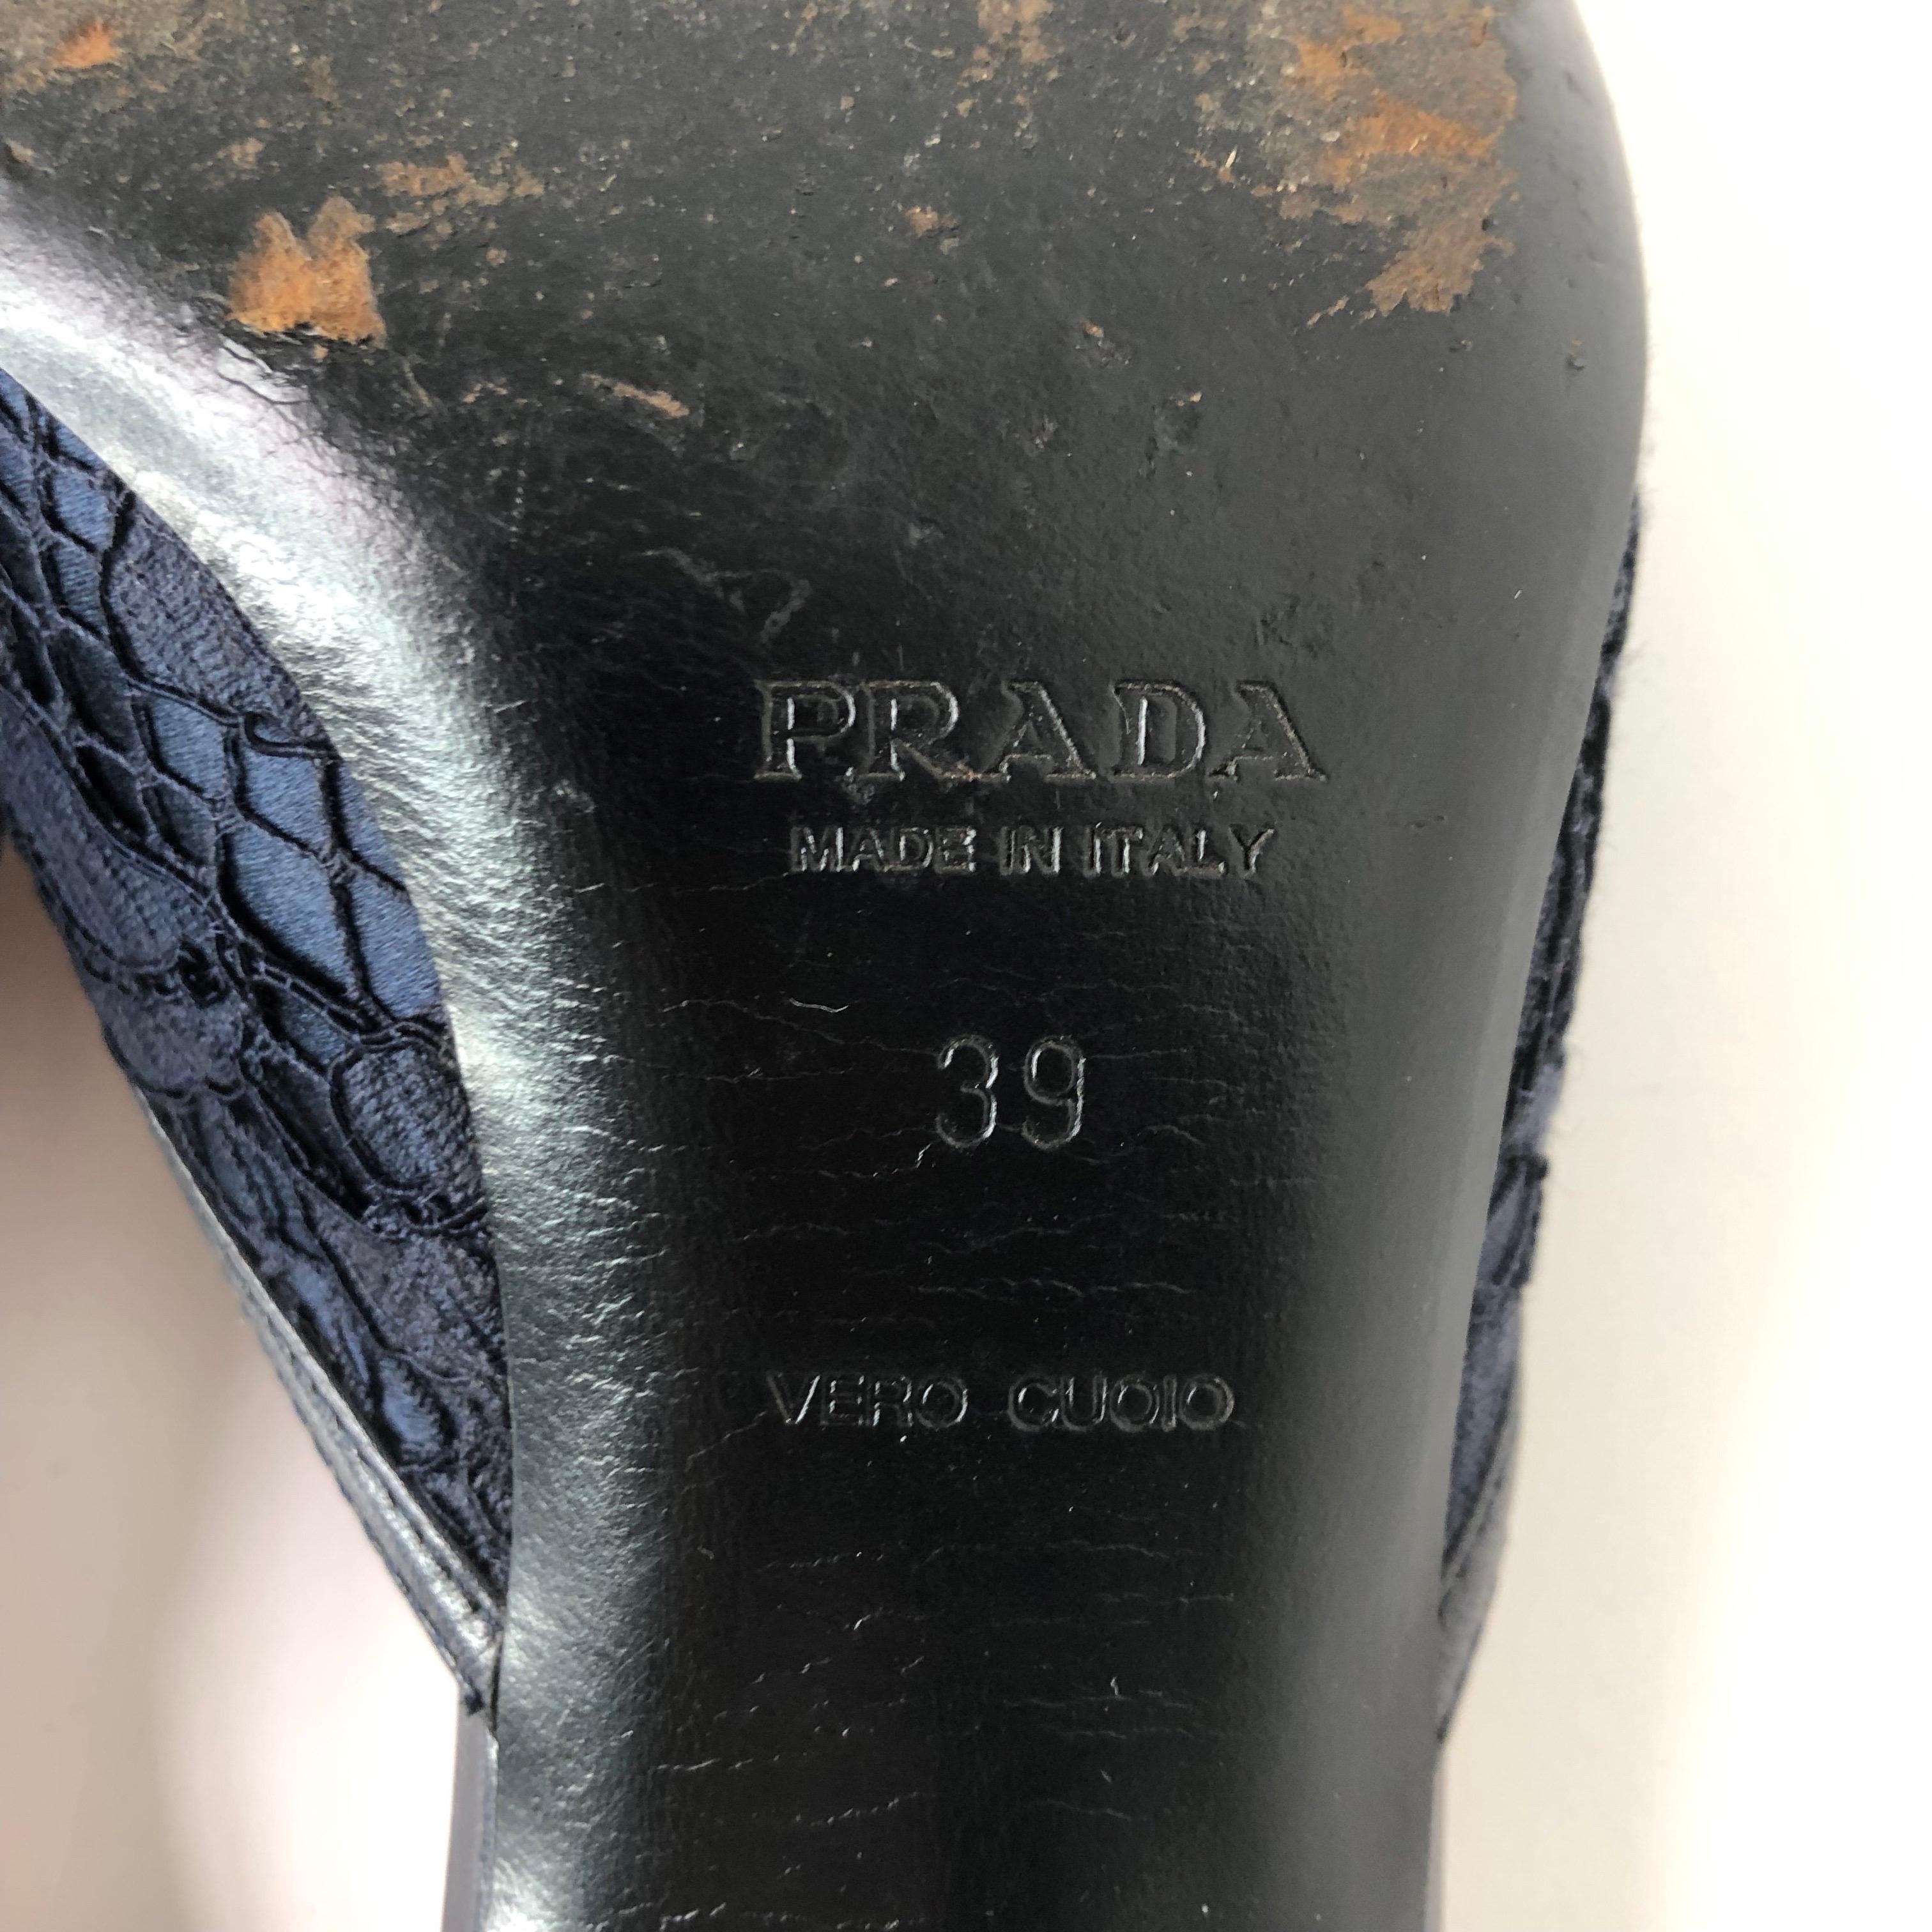 PRADA
MADE IN ITALY
39
VERO CUOIO